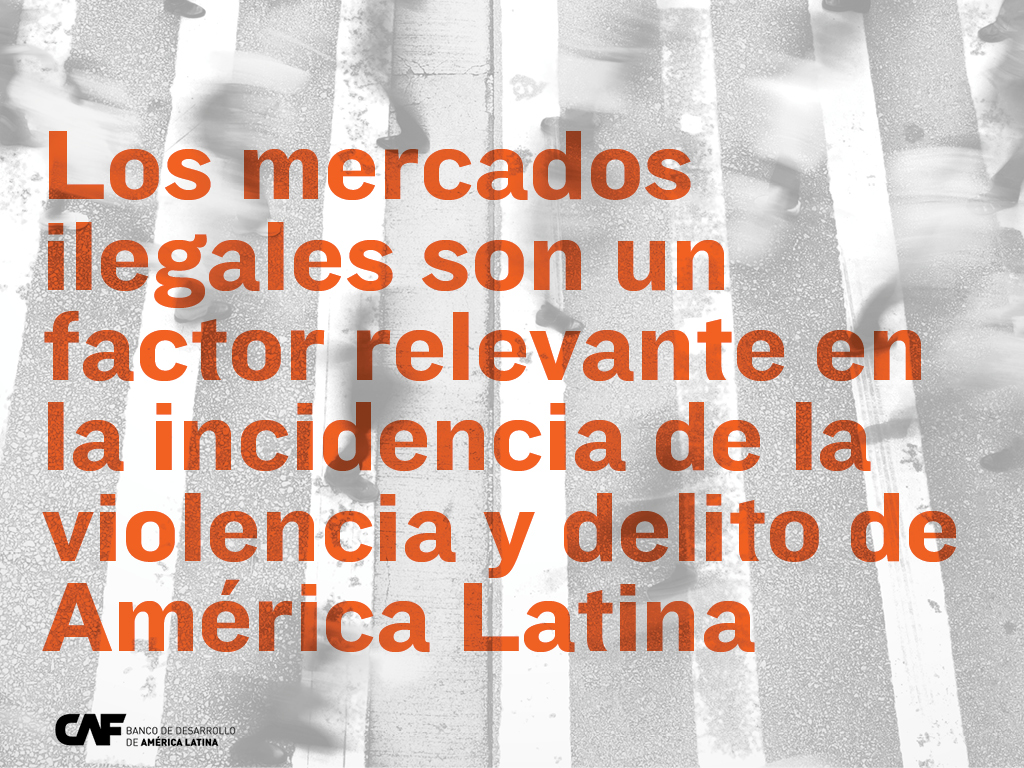 Los mercados
ilegales son un
factor relevante en
la incidencia de la
violencia y delito de
América Latina
CAF BANCO DE DESARROLLO
DE AMÉRICA LATINA